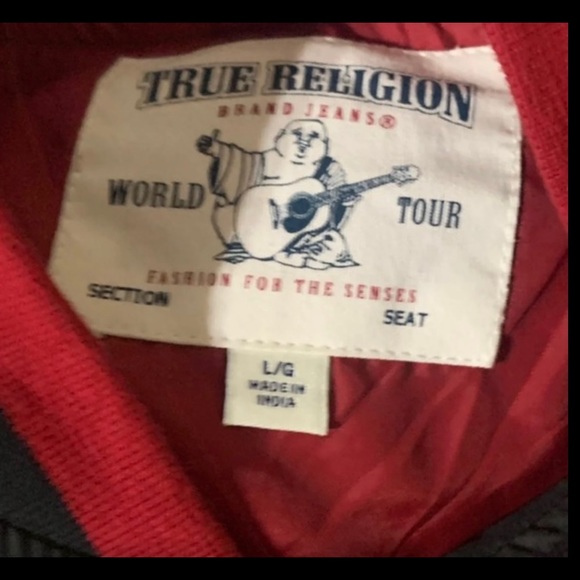 TRUE RELIGION
BRAND JEANS®
WORLD TOUR
FASHION FOR THE SENSES
SECTION SEAT
L/G
MADE IN
INDIA